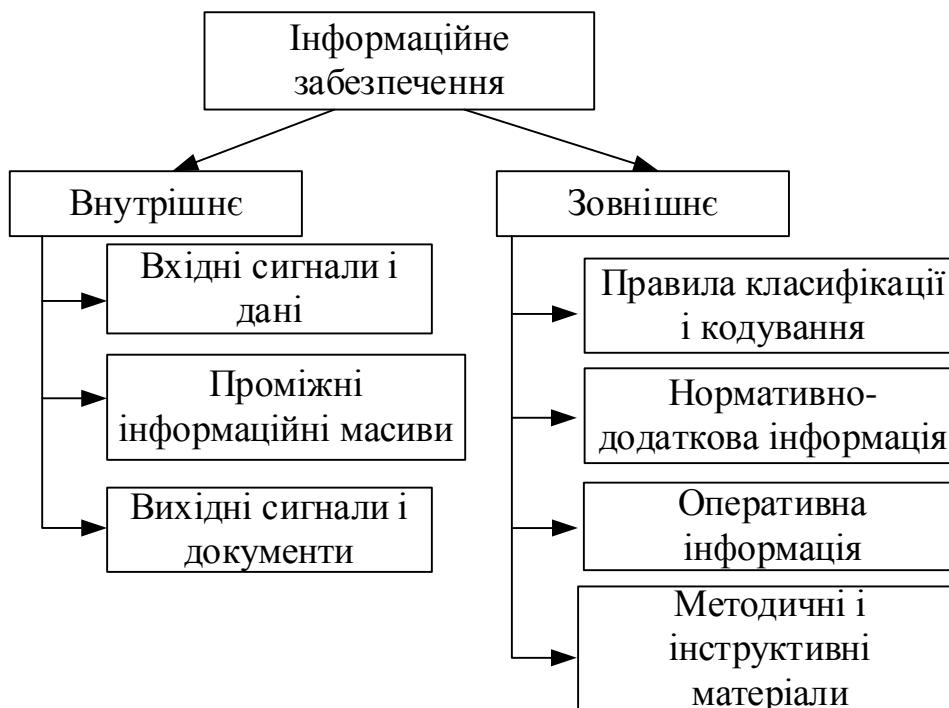 Інформаційне
забезпечення
Внутрішнє
Вхідні сигнали і
дані
Проміжні
інформаційні масиви
Вихідні сигнали і
документи
Зовнішнє
Правила класифікації
і кодування
Нормативно-
додаткова інформація
Оперативна
інформація
Методичні і
інструктивні
матеріали